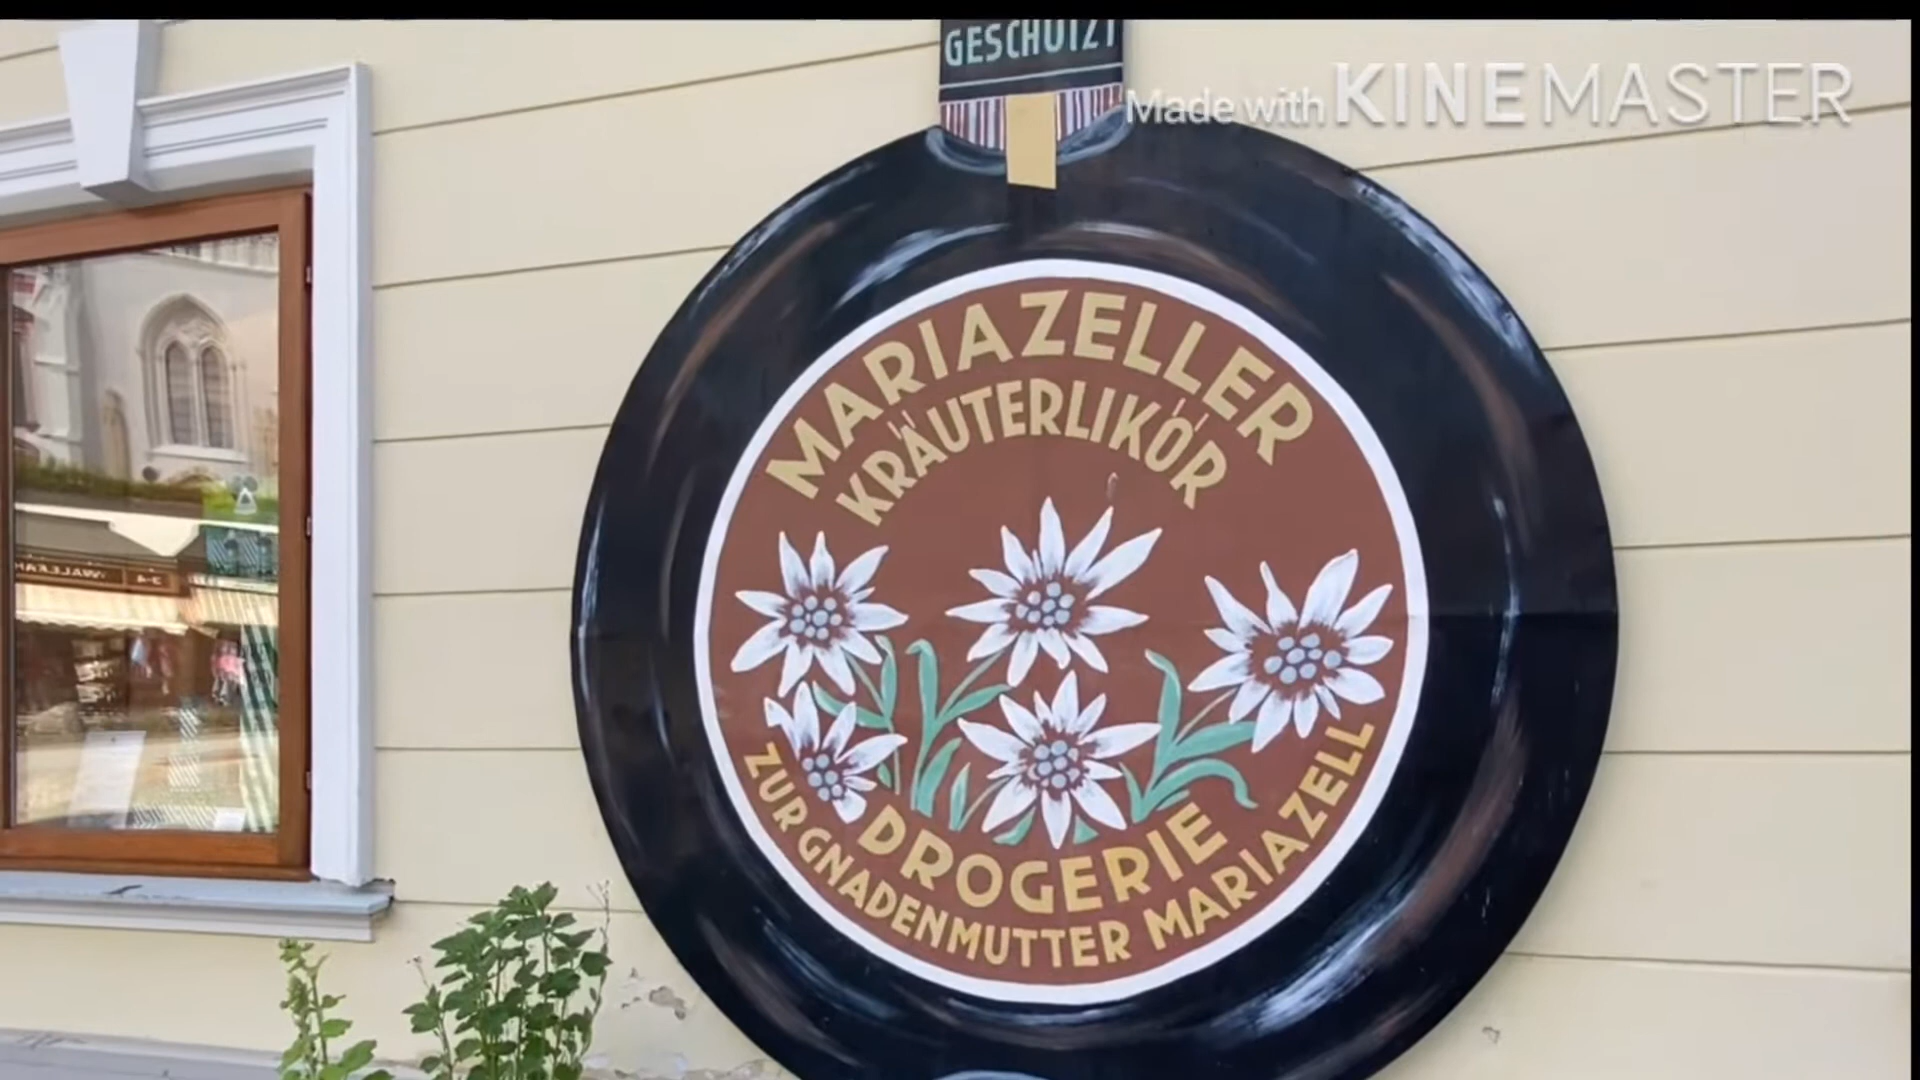 GESCHÜTZT
Made with KINEMASTER
MARIAZELLER
KRÄUTERLIKÖR
DROGERIE
ZUR GNADENMUTTER MARIAZELL